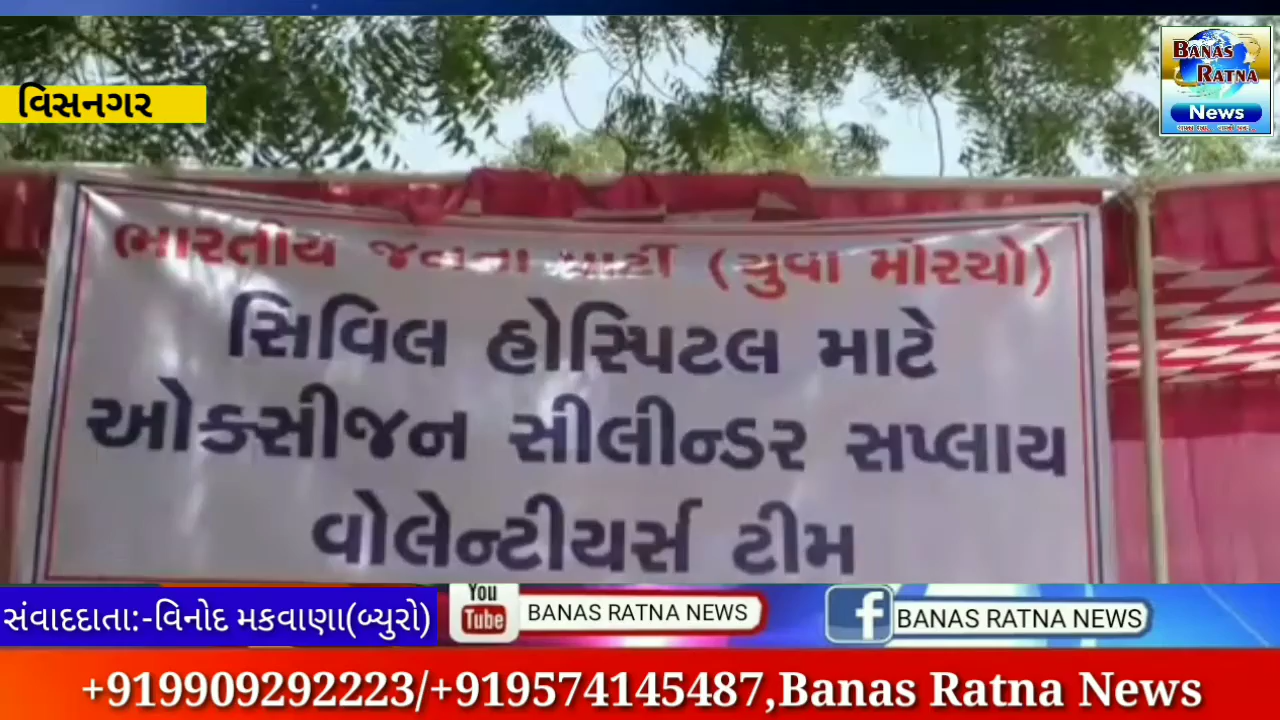 BANAS
RATNA
News
વિસનગર
ભારતીય જનતા પાર્ટી (યુવા મોરચો)
સિવિલ હોસ્પિટલ માટે
ઓક્સીજન સીલીન્ડર સપ્લાય
વોલેન્ટીયર્સ ટીમ
સંવાદદાતા:-વિનોદ મકવાણા(બ્યુરો)
You
Tube
BANAS RATNA NEWS
f
BANAS RATNA NEWS
+919909292223/+919574145487,Banas Ratna News